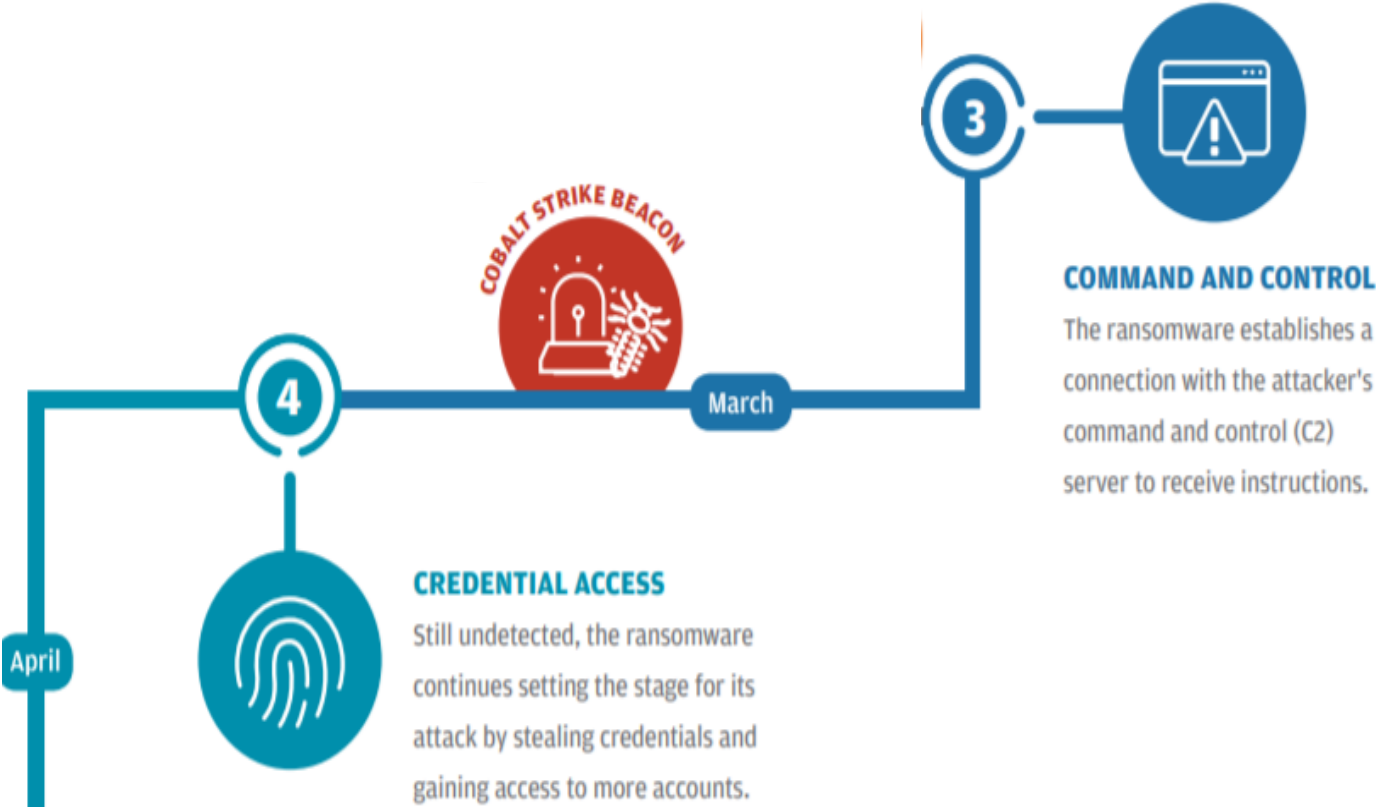 3
COMMAND AND CONTROL
The ransomware establishes a
connection with the attacker's
command and control (C2)
server to receive instructions.
COBALT STRIKE BEACON
March
4
CREDENTIAL ACCESS
Still undetected, the ransomware
continues setting the stage for its
attack by stealing credentials and
gaining access to more accounts.
April